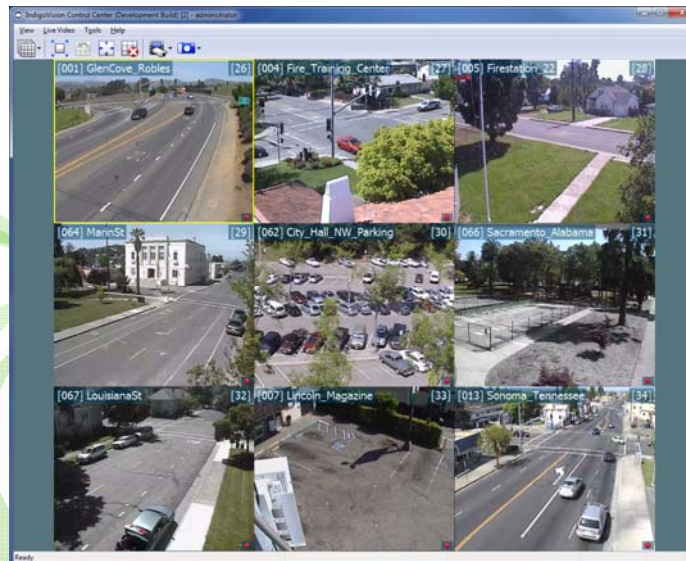 IndigoVision Control Center (Development Build) [2] - administrator
View Live Video Tools Help
[001] GlenCove_Robles [26]
[004] Fire_Training_Center [27]
[005] Firestation_22 [28]
[064] MarinSt [29]
[062] City_Hall_NW_Parking [30]
[066] Sacramento_Alabama [31]
[067] LouisianaSt [32]
[007] Lincoln_Magazine [33]
[013] Sonoma_Tennessee [34]
Ready